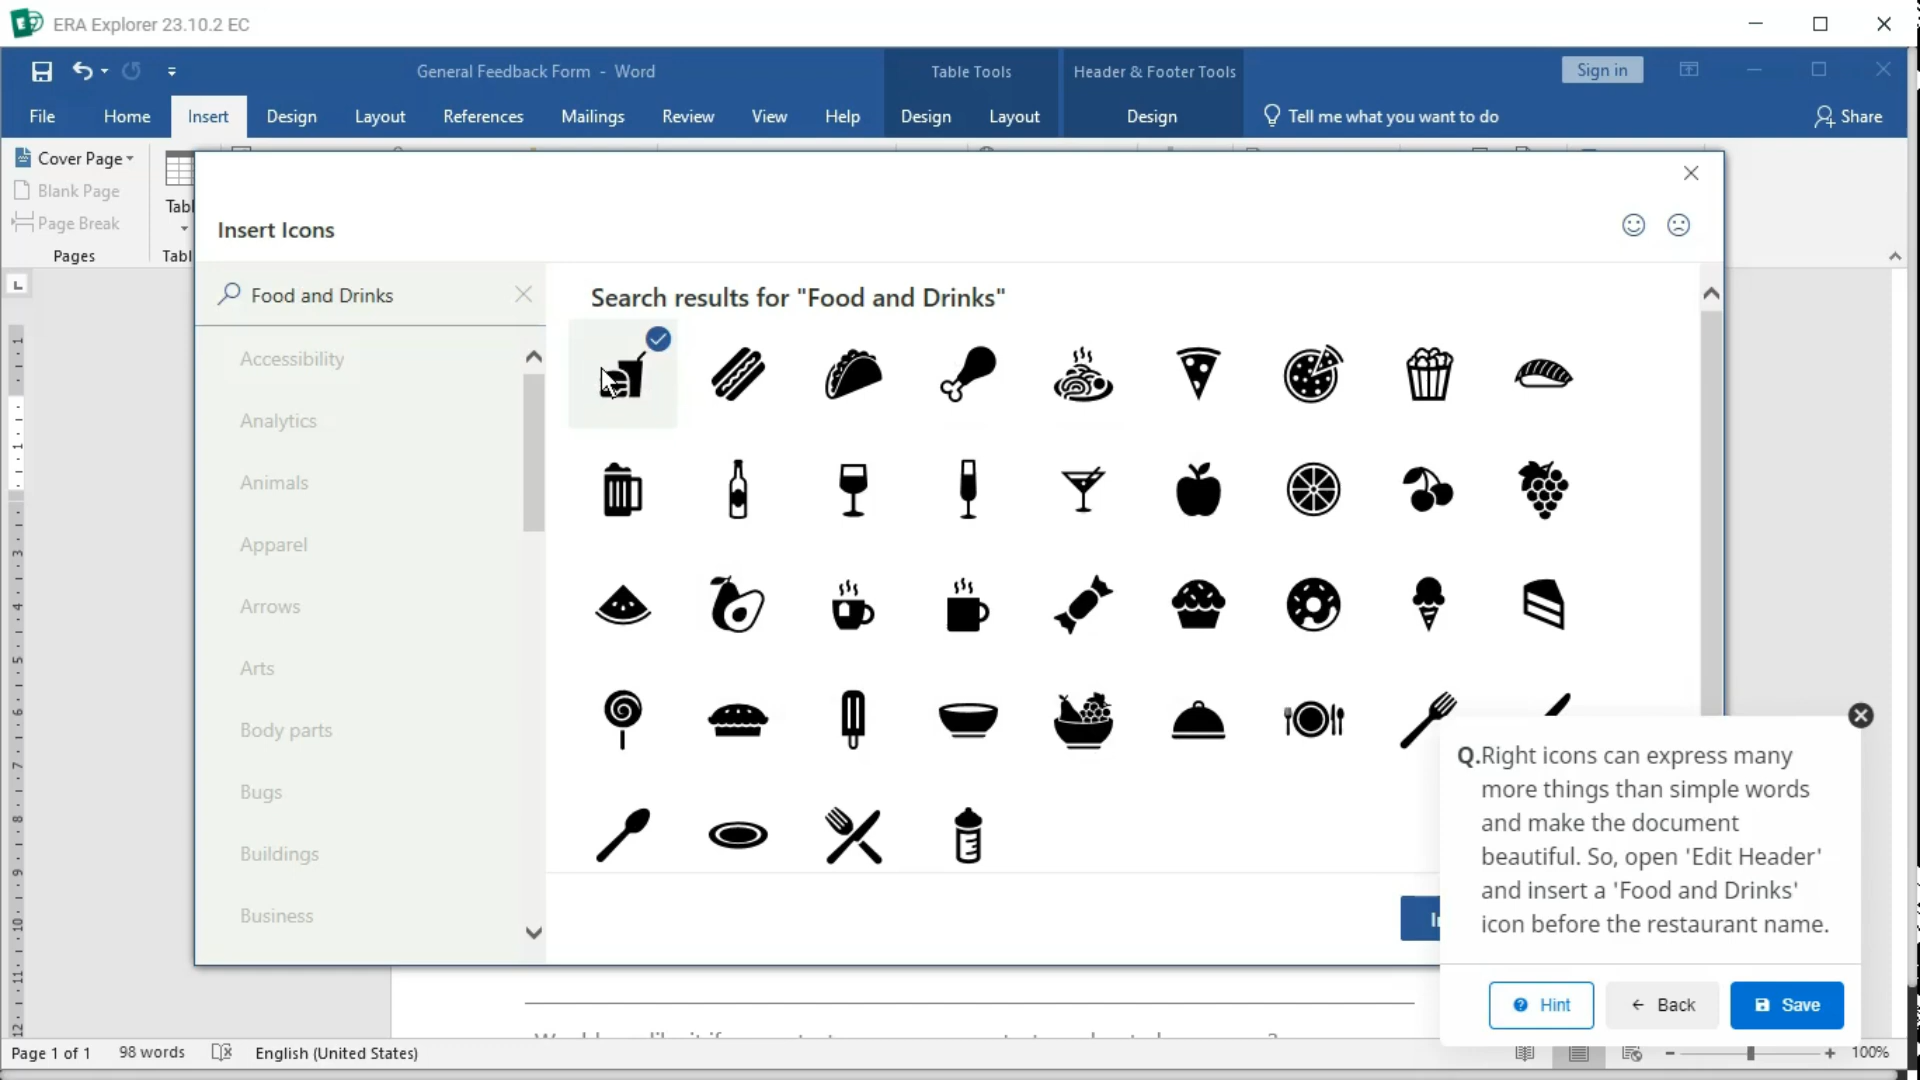 ERA Explorer 23.10.2 EC
General Feedback Form - Word
Table Tools
Header & Footer Tools
Sign in
File
Home
Insert
Design
Layout
References
Mailings
Review
View
Help
Design
Layout
Design
Tell me what you want to do
Share
Cover Page
Blank Page
Page Break
Pages
Tabl
Tabl
Insert Icons
Food and Drinks
Accessibility
Analytics
Animals
Apparel
Arrows
Arts
Body parts
Bugs
Buildings
Business
Search results for "Food and Drinks"
Q.Right icons can express many
more things than simple words
and make the document
beautiful. So, open 'Edit Header'
and insert a 'Food and Drinks'
icon before the restaurant name.
Hint
Back
Save
Page 1 of 1
98 words
English (United States)
100%